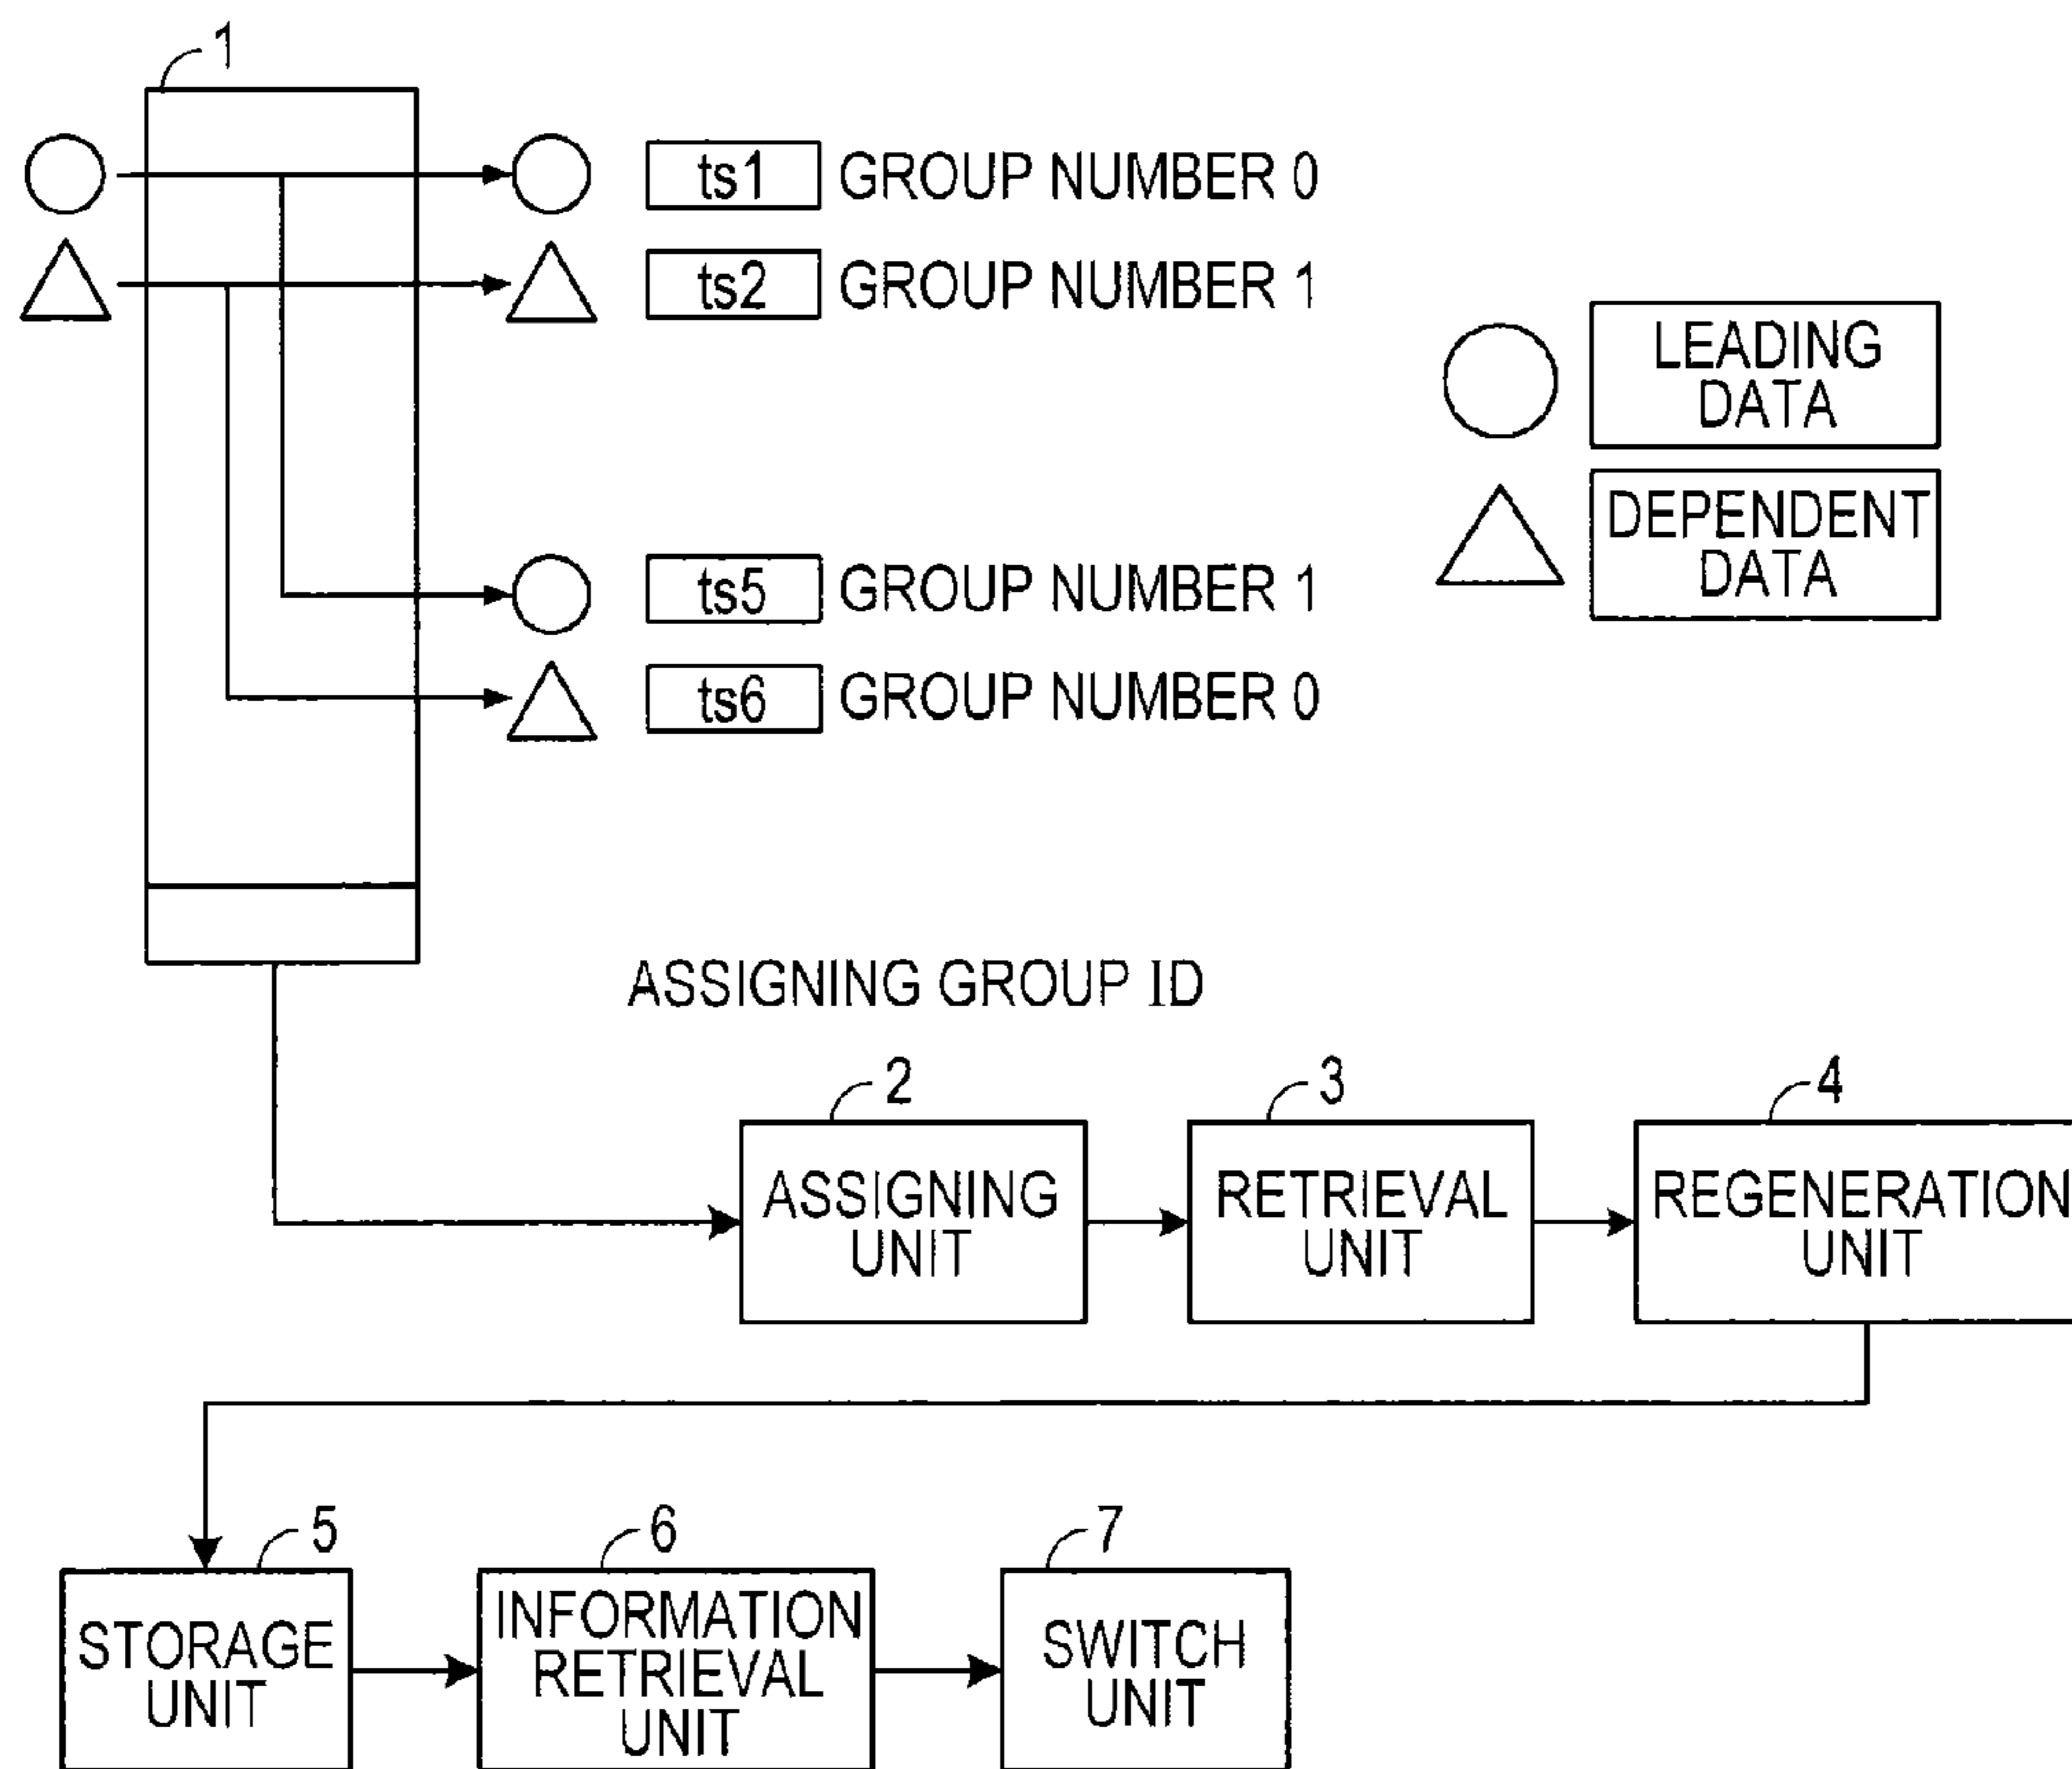 1
ts1 GROUP NUMBER 0
ts2 GROUP NUMBER 1
LEADING
DATA
DEPENDENT
DATA
ts5 GROUP NUMBER 1
ts6 GROUP NUMBER 0
ASSIGNING GROUP ID
2
ASSIGNING
UNIT
3
RETRIEVAL
UNIT
4
REGENERATION
UNIT
5
STORAGE
UNIT
6
INFORMATION
RETRIEVAL
UNIT
7
SWITCH
UNIT